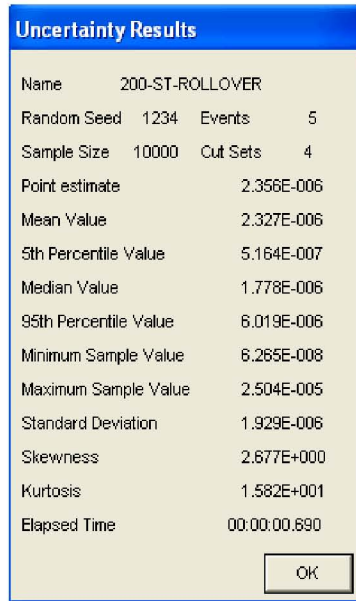 Uncertainty Results
Name 200-ST-ROLLOVER
Random Seed 1234 Events 5
Sample Size 10000 Cut Sets 4
Point estimate 2.356E-006
Mean Value 2.327E-006
5th Percentile Value 5.164E-007
Median Value 1.778E-006
95th Percentile Value 6.019E-006
Minimum Sample Value 6.265E-008
Maximum Sample Value 2.504E-005
Standard Deviation 1.929E-006
Skewness 2.677E+000
Kurtosis 1.582E+001
Elapsed Time 00:00:00.690
OK